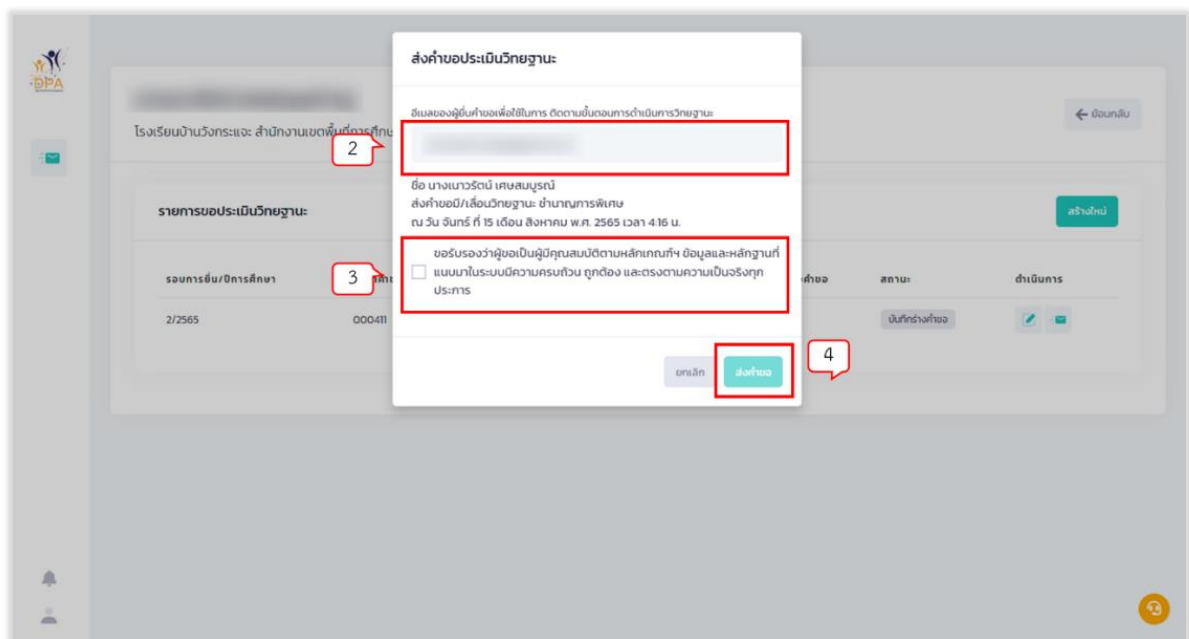 ส่งคำขอประเมินวิทยฐานะ
DPA
อีเมลของผู้ยื่นคำขอเพื่อใช้ในการ ติดตามขั้นตอนการดำเนินการวิทยฐานะ
ย้อนกลับ
โรงเรียนบ้านวังกระแจะ สำนักงานเขตพื้นที่การศึกษ
2
ชื่อ นางเนาวรัตน์ เศษสมบูรณ์
ส่งคำขอมี/เลื่อนวิทยฐานะ ชำนาญการพิเศษ
ณ วัน จันทร์ ที่ 15 เดือน สิงหาคม พ.ศ. 2565 เวลา 4:16 น.
รายการขอประเมินวิทยฐานะ
สร้างใหม่
3
ขอรับรองว่าผู้ขอเป็นผู้มีคุณสมบัติตามหลักเกณฑ์ฯ ข้อมูลและหลักฐานที่
แนบมาในระบบมีความครบถ้วน ถูกต้อง และตรงตามความเป็นจริงทุก
ประการ
รอบการยื่น/ปีการศึกษา คำขอ สถานะ ดำเนินการ
2/2565 000411 บันทึกร่างคำขอ
4
ยกเลิก ส่งคำขอ